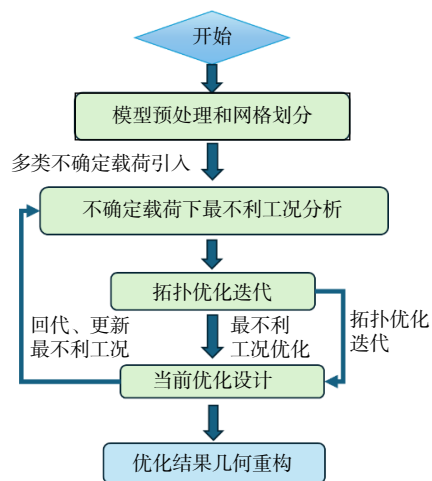 开始
模型预处理和网格划分
多类不确定载荷引入
不确定载荷下最不利工况分析
拓扑优化迭代
回代、更新
最不利工况
最不利
工况优化
拓扑优化
迭代
当前优化设计
优化结果几何重构